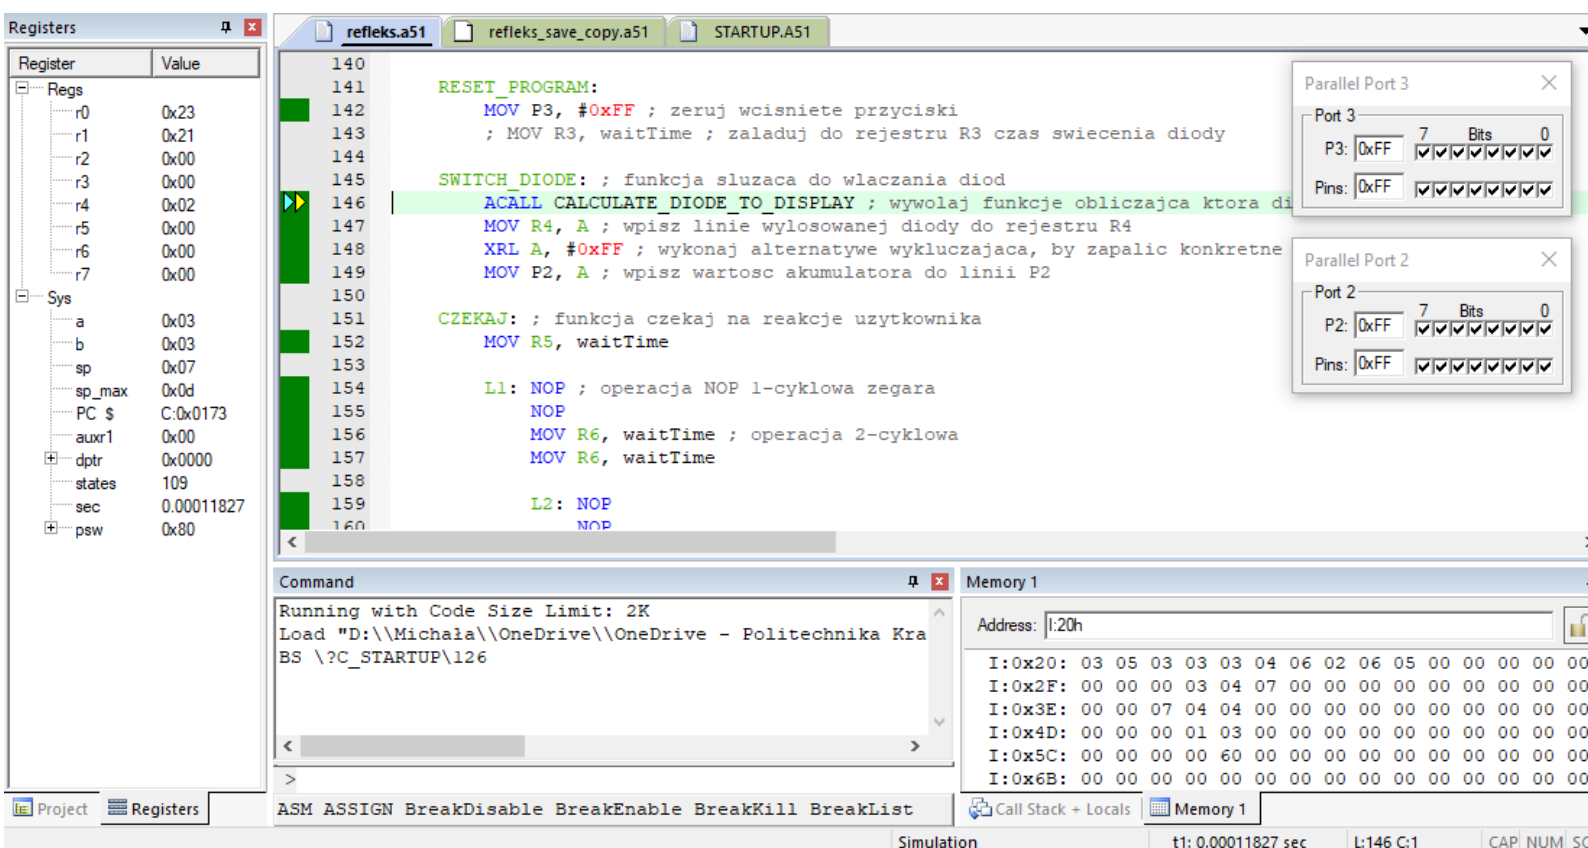 Registers
Register Value
Regs
r0 0x23
r1 0x21
r2 0x00
r3 0x00
r4 0x02
r5 0x00
r6 0x00
r7 0x00
Sys
a 0x03
b 0x03
sp 0x07
sp_max 0x0d
PC $ C:0x0173
auxr1 0x00
dptr 0x0000
states 109
sec 0.00011827
psw 0x80
Project Registers
refleks.a51 refleks_save_copy.a51 STARTUP.A51
140
141 RESET_PROGRAM:
142 MOV P3, #0xFF ; zeruj wcisniete przyciski
143 ; MOV R3, waitTime ; zaladuj do rejestru R3 czas swiecenia diody
144
145 SWITCH_DIODE: ; funkcja sluzaca do wlaczania diod
146 ACALL CALCULATE_DIODE_TO_DISPLAY ; wywolaj funkcje obliczajca ktora di
147 MOV R4, A ; wpisz linie wylosowanej diody do rejestru R4
148 XRL A, #0xFF ; wykonaj alternatywe wykluczajaca, by zapalic konkretne
149 MOV P2, A ; wpisz wartosc akumulatora do linii P2
150
151 CZEKAJ: ; funkcja czekaj na reakcje uzytkownika
152 MOV R5, waitTime
153
154 L1: NOP ; operacja NOP 1-cyklowa zegara
155 NOP
156 MOV R6, waitTime ; operacja 2-cyklowa
157 MOV R6, waitTime
158
159 L2: NOP
160 NOP
Parallel Port 3
Port 3
7 Bits 0
P3: 0xFF
Pins: 0xFF
Parallel Port 2
Port 2
7 Bits 0
P2: 0xFF
Pins: 0xFF
Command
Running with Code Size Limit: 2K
Load "D:\\Michała\\OneDrive\\OneDrive - Politechnika Kra
BS \?C_STARTUP\126
>
ASM ASSIGN BreakDisable BreakEnable BreakKill BreakList
Memory 1
Address: I:20h
I:0x20: 03 05 03 03 03 04 06 02 06 05 00 00 00 00 00
I:0x2F: 00 00 00 03 04 07 00 00 00 00 00 00 00 00 00
I:0x3E: 00 00 07 04 04 00 00 00 00 00 00 00 00 00 00
I:0x4D: 00 00 00 01 03 00 00 00 00 00 00 00 00 00 00
I:0x5C: 00 00 00 00 60 00 00 00 00 00 00 00 00 00 00
I:0x6B: 00 00 00 00 00 00 00 00 00 00 00 00 00 00 00
Call Stack + Locals Memory 1
Simulation t1: 0.00011827 sec L:146 C:1 CAP NUM SC